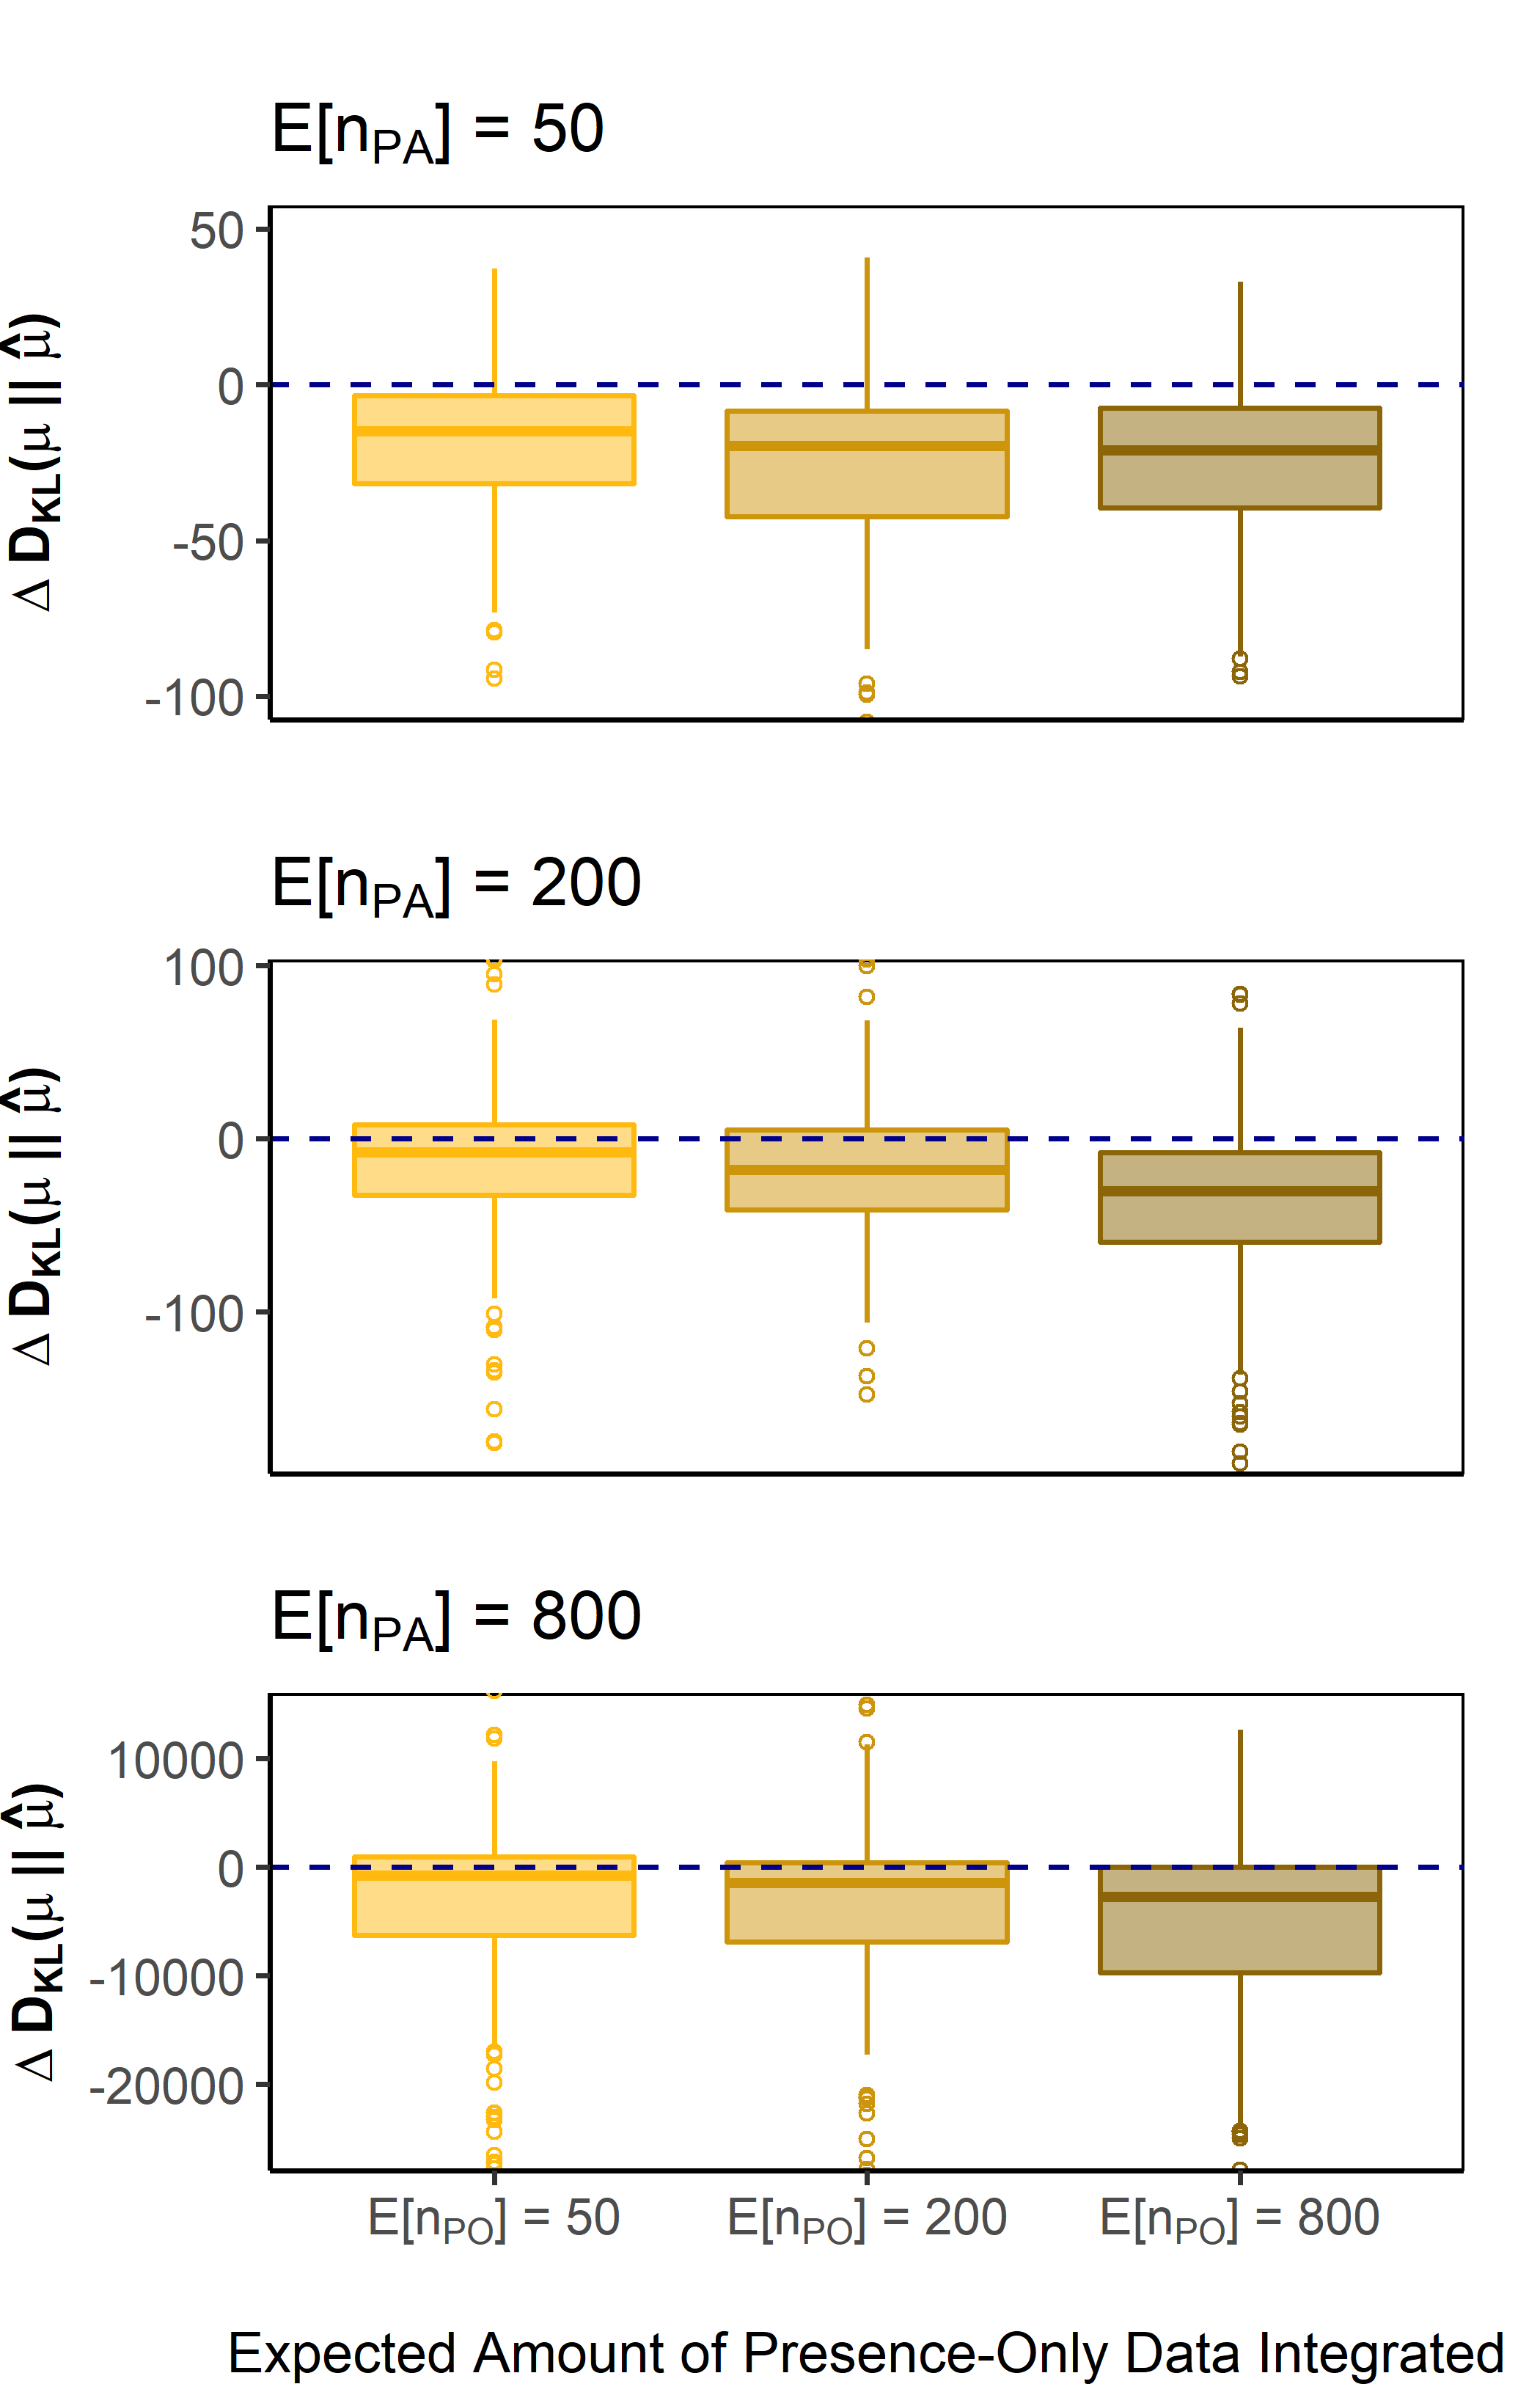 E[nPA] = 50
50
0
-50
-100
Δ DKL(μ || μ̂)
E[nPA] = 200
100
0
-100
Δ DKL(μ || μ̂)
E[nPA] = 800
10000
0
-10000
-20000
Δ DKL(μ || μ̂)
E[nPO] = 50 E[nPO] = 200 E[nPO] = 800
Expected Amount of Presence-Only Data Integrated